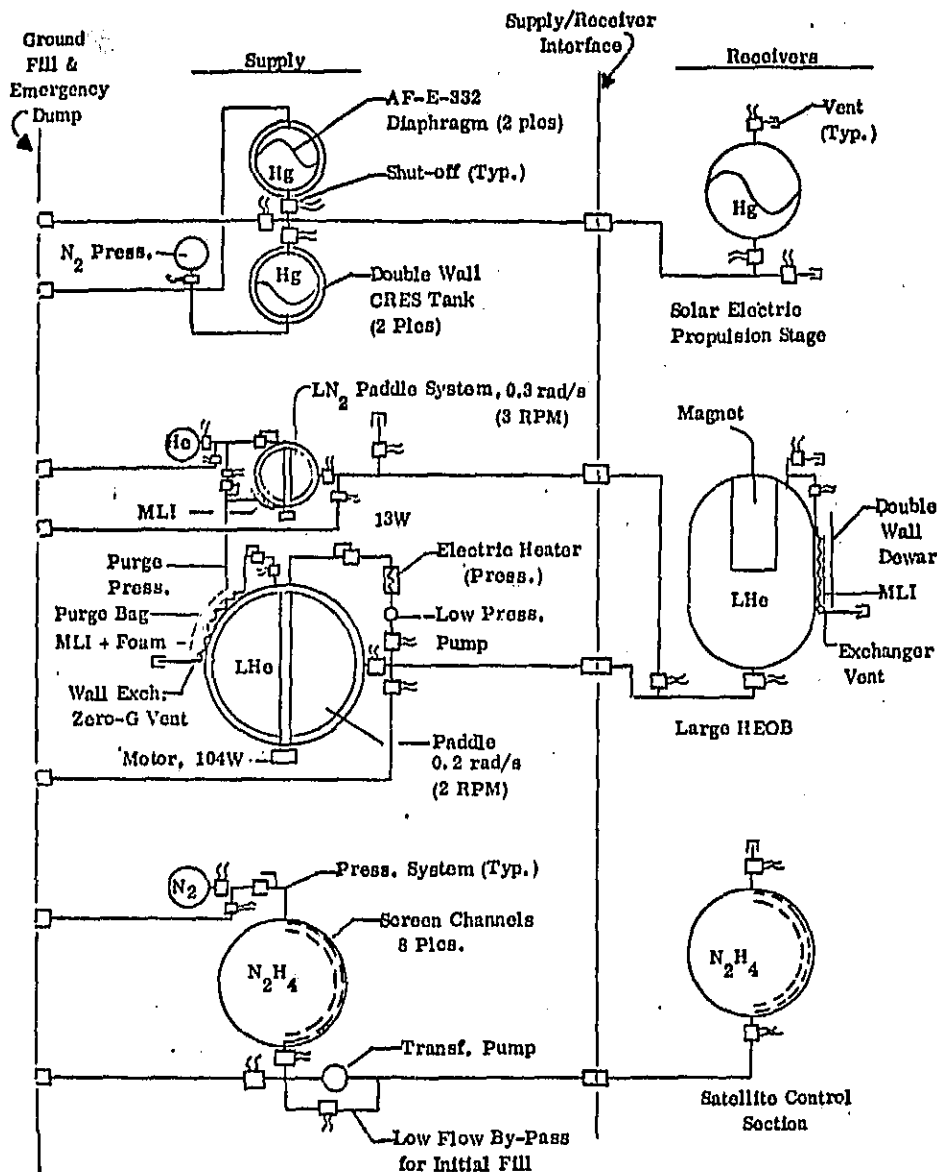 Supply/Receiver
Interface
Ground
Fill &
Emergency
Dump
Supply
Receivers
AF-E-332
Diaphragm (2 plcs)
Vent
(Typ.)
Hg
Shut-off (Typ.)
Hg
N2 Press.
Hg
Double Wall
CRES Tank
(2 Plcs)
Solar Electric
Propulsion Stage
LN2 Paddle System, 0.3 rad/s
(3 RPM)
Magnet
He
MLI
13W
Double
Wall
Dewar
Electric Heater
(Press.)
Purge
Press.
Purge Bag
MLI + Foam
MLI
LHe
Low Press.
Pump
LHe
Exchanger
Vent
Wall Exch.
Zero-G Vent
Large HEOB
Motor, 104W
Paddle
0.2 rad/s
(2 RPM)
N2
Press. System (Typ.)
Screen Channels
8 Plcs.
N2H4
N2H4
Transf. Pump
Satellite Control
Section
Low Flow By-Pass
for Initial Fill